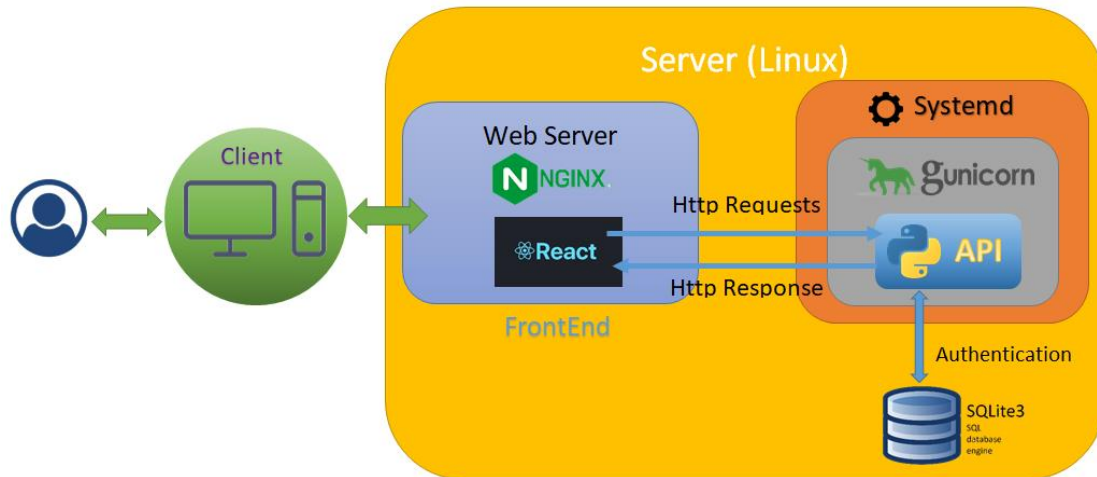 Server (Linux)
Systemd
Web Server
Client
NGINX
gunicorn
Http Requests
React
API
Http Response
FrontEnd
Authentication
SQLite3
SQL
database
engine